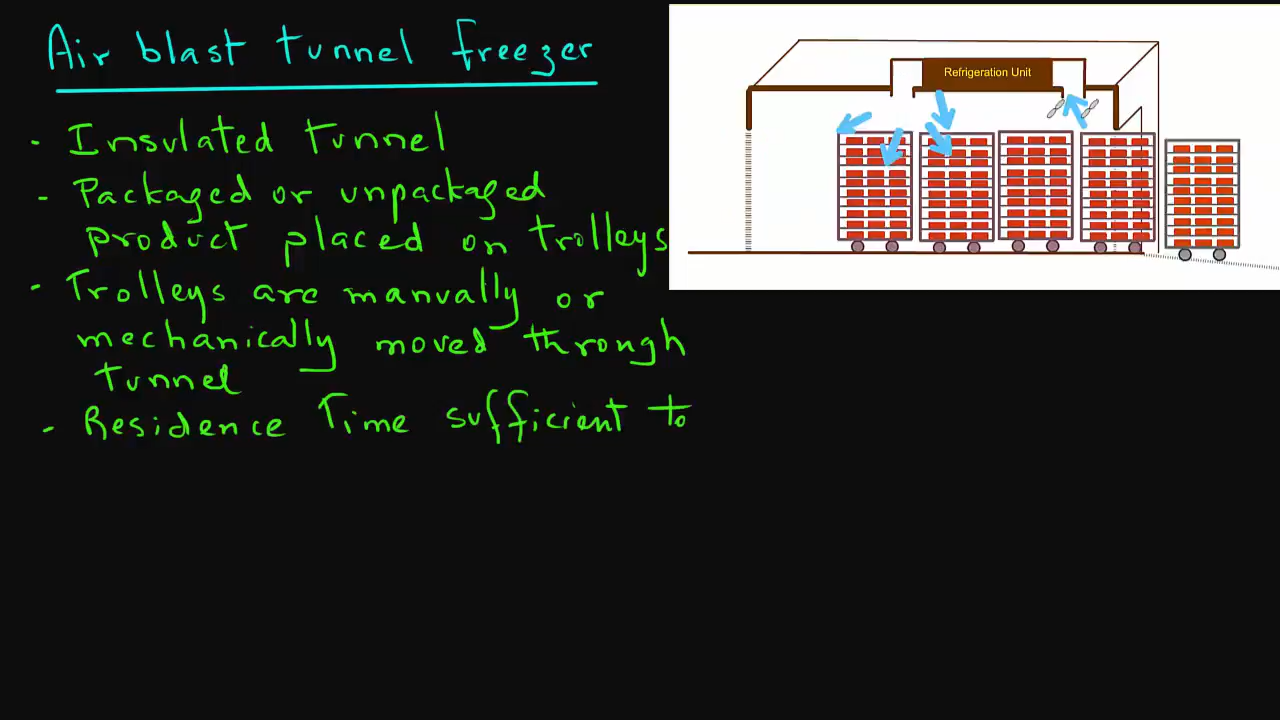 Air blast tunnel freezer
Refrigeration Unit
- Insulated tunnel
- Packaged or unpackaged
product placed on trolleys
- Trolleys are manually or
mechanically moved through
tunnel
- Residence Time sufficient to